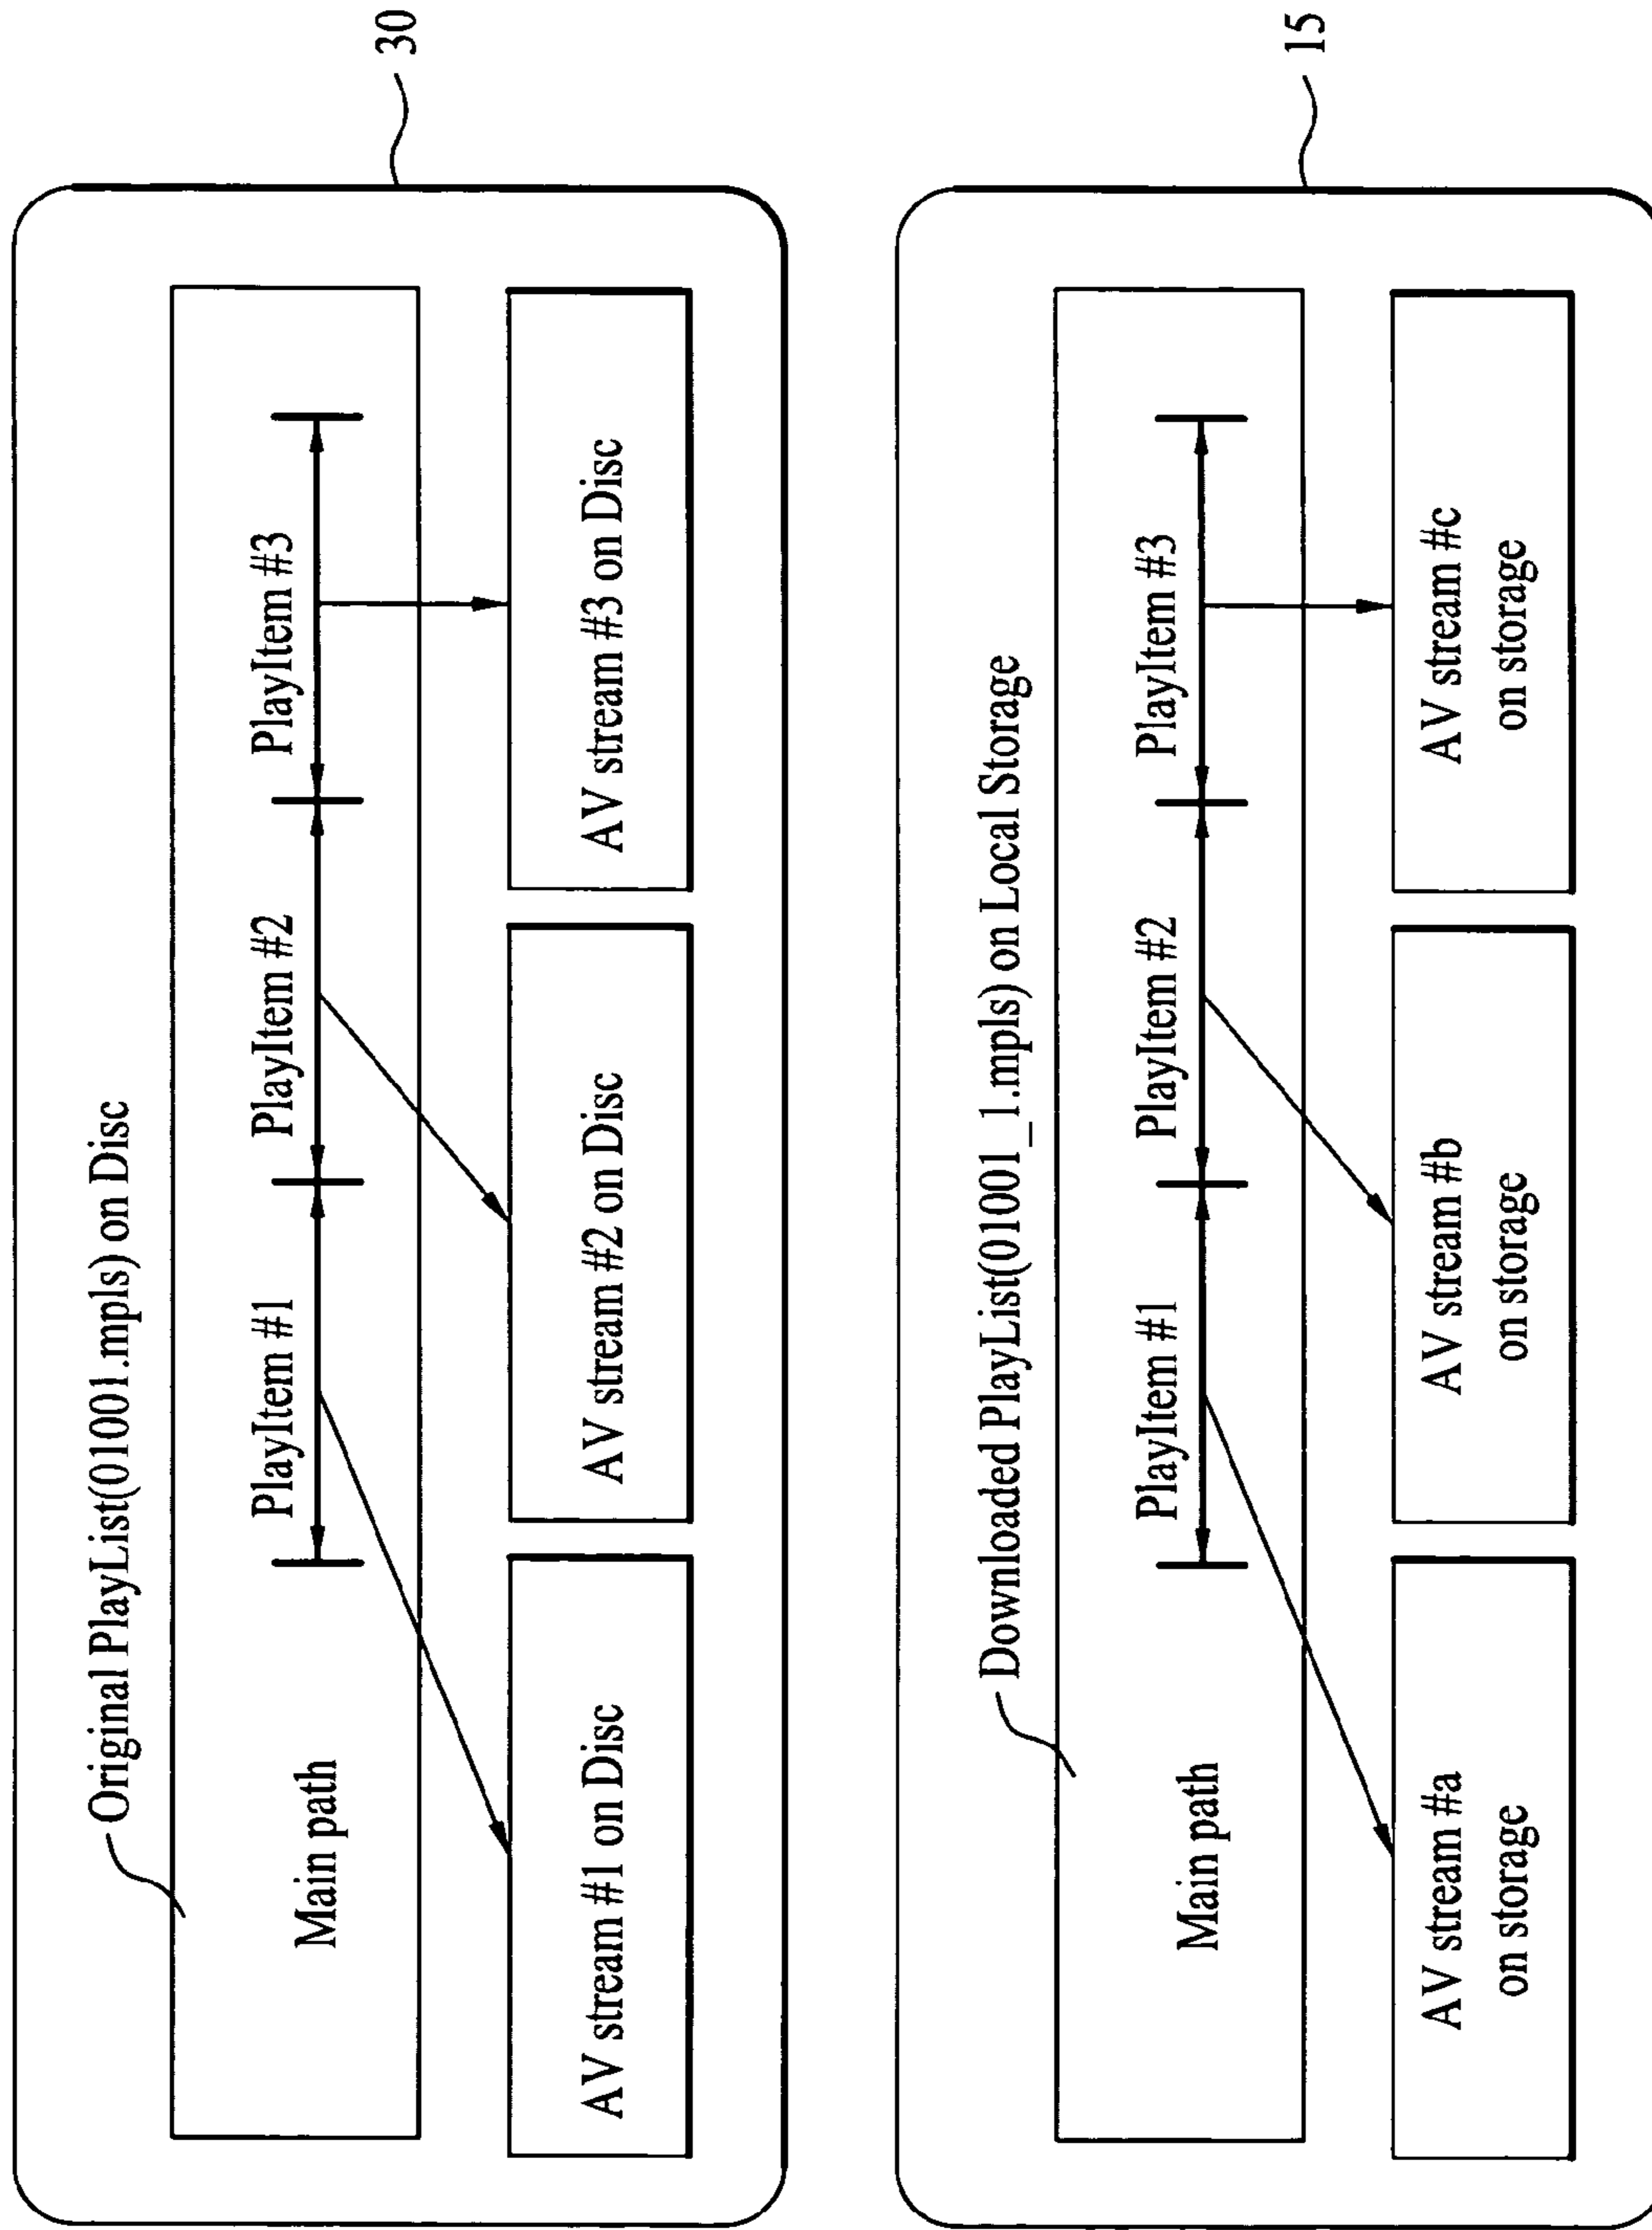 Original PlayList(01001.mpls) on Disc
30
Main path
PlayItem #1
PlayItem #2
PlayItem #3
AV stream #1 on Disc
AV stream #2 on Disc
AV stream #3 on Disc
Downloaded PlayList(01001_1.mpls) on Local Storage
15
Main path
PlayItem #1
PlayItem #2
PlayItem #3
AV stream #a
on storage
AV stream #b
on storage
AV stream #c
on storage